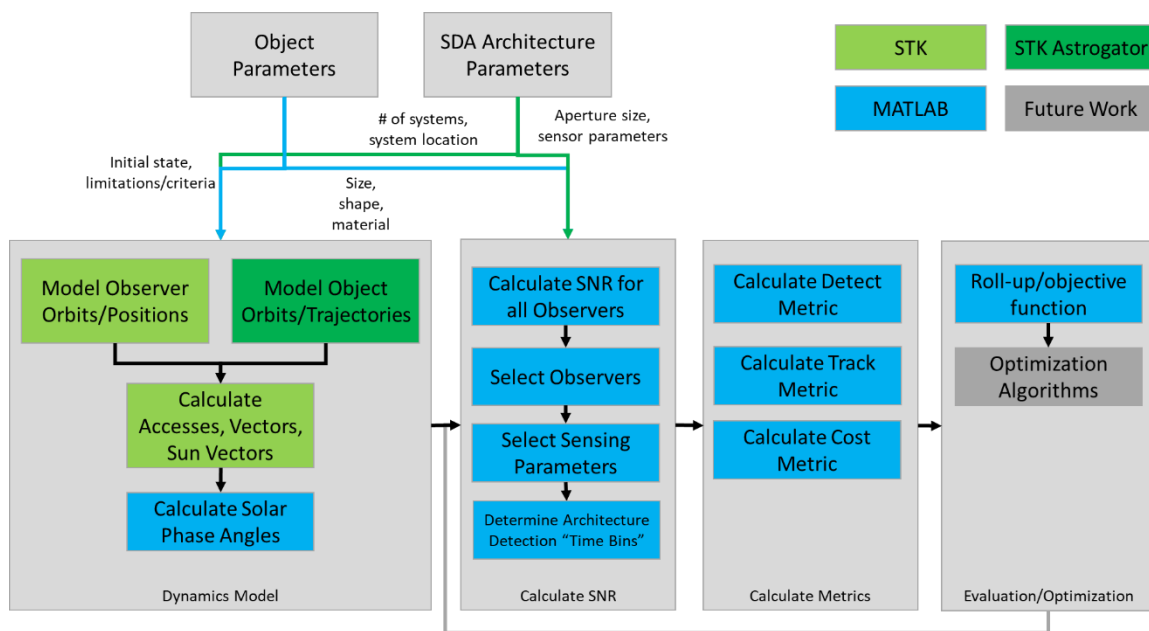 Object
Parameters
SDA Architecture
Parameters
STK
STK Astrogator
MATLAB
Future Work
# of systems,
system location
Aperture size,
sensor parameters
Initial state,
limitations/criteria
Size,
shape,
material
Model Observer
Orbits/Positions
Model Object
Orbits/Trajectories
Calculate
Accesses, Vectors,
Sun Vectors
Calculate Solar
Phase Angles
Dynamics Model
Calculate SNR for
all Observers
Select Observers
Select Sensing
Parameters
Determine Architecture
Detection “Time Bins”
Calculate SNR
Calculate Detect
Metric
Calculate Track
Metric
Calculate Cost
Metric
Calculate Metrics
Roll-up/objective
function
Optimization
Algorithms
Evaluation/Optimization